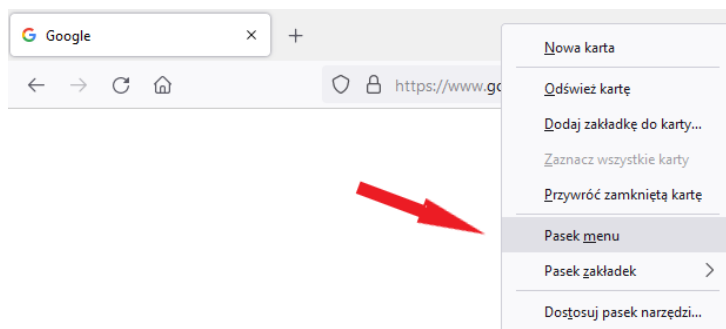 Google
https://www.go
Nowa karta
Odśwież kartę
Dodaj zakładkę do karty...
Zaznacz wszystkie karty
Przywróć zamkniętą kartę
Pasek menu
Pasek zakładek
Dostosuj pasek narzędzi...